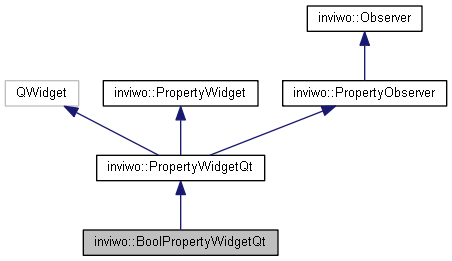 inviwo::Observer
QWidget
inviwo::PropertyWidget
inviwo::PropertyObserver
inviwo::PropertyWidgetQt
inviwo::BoolPropertyWidgetQt